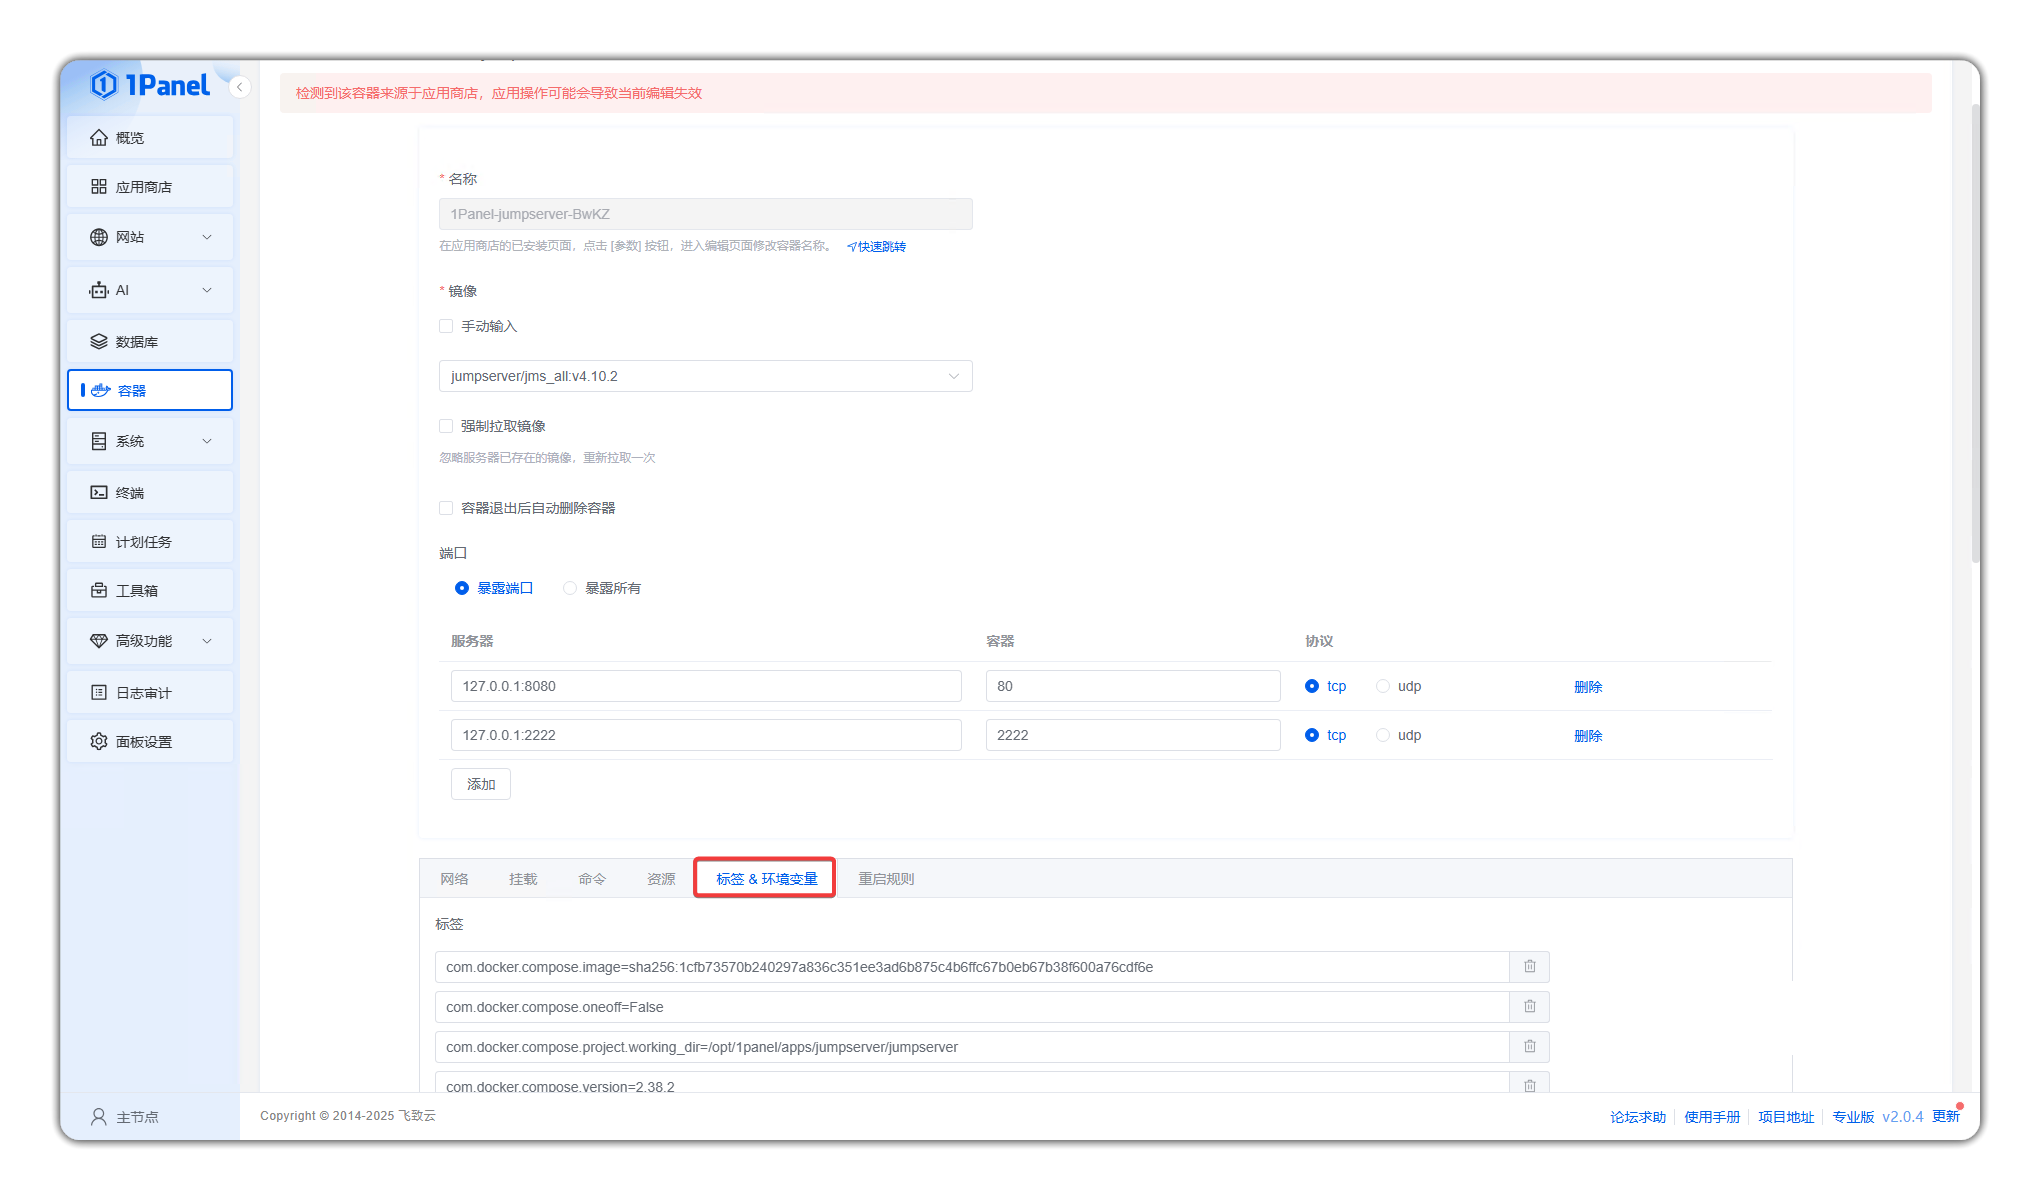 1Panel
概览
应用商店
网站
AI
数据库
容器
系统
终端
计划任务
工具箱
高级功能
日志审计
面板设置
主节点
检测到该容器来源于应用商店，应用操作可能会导致当前编辑失效
* 名称
1Panel-jumpserver-BwKZ
在应用商店的已安装页面，点击 [参数] 按钮，进入编辑页面修改容器名称。 快速跳转
* 镜像
手动输入
jumpserver/jms_all:v4.10.2
强制拉取镜像
忽略服务器已存在的镜像，重新拉取一次
容器退出后自动删除容器
端口
暴露端口 暴露所有
服务器 容器 协议
127.0.0.1:8080 80 tcp udp 删除
127.0.0.1:2222 2222 tcp udp 删除
添加
网络 挂载 命令 资源 标签 & 环境变量 重启规则
标签
com.docker.compose.image=sha256:1cfb73570b240297a836c351ee3ad6b875c4b6ffc67b0eb67b38f600a76cdf6e
com.docker.compose.oneoff=False
com.docker.compose.project.working_dir=/opt/1panel/apps/jumpserver/jumpserver
com.docker.compose.version=2.38.2
Copyright © 2014-2025 飞致云
论坛求助 使用手册 项目地址 专业版 v2.0.4 更新